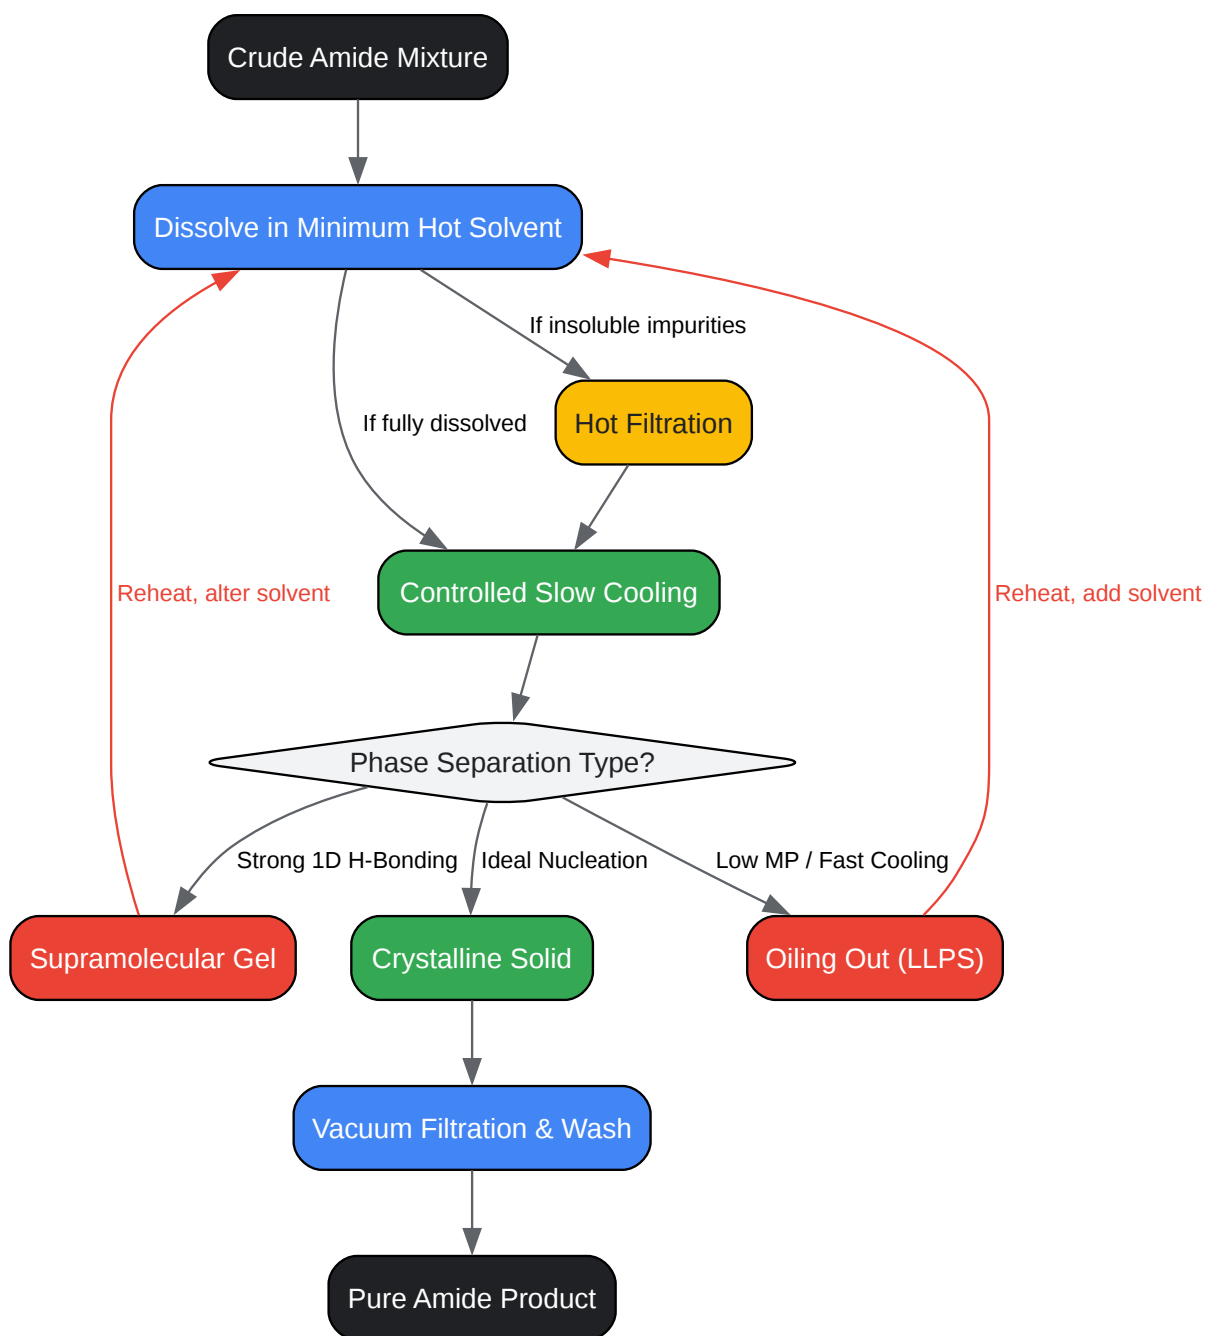 Crude Amide Mixture
Dissolve in Minimum Hot Solvent
If insoluble impurities
If fully dissolved
Hot Filtration
Reheat, alter solvent
Controlled Slow Cooling
Reheat, add solvent
Phase Separation Type?
Strong 1D H-Bonding
Ideal Nucleation
Low MP / Fast Cooling
Supramolecular Gel
Crystalline Solid
Oiling Out (LLPS)
Vacuum Filtration & Wash
Pure Amide Product